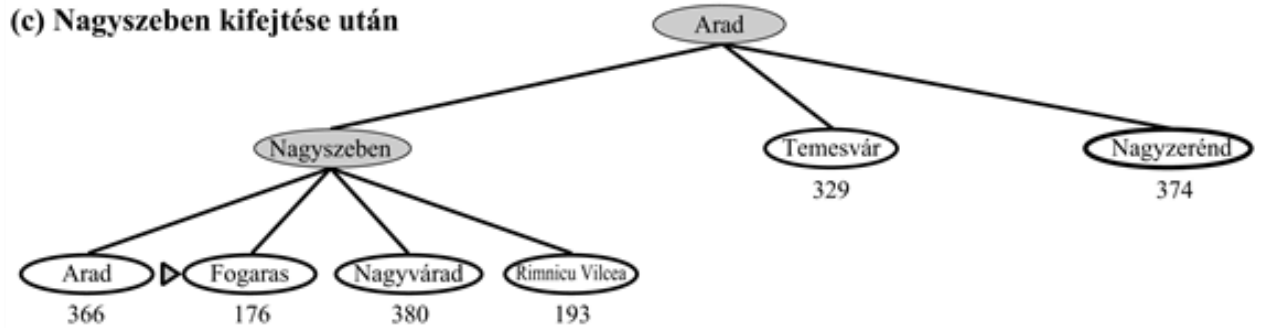 (c) Nagyszeben kifejtése után
Arad
Nagyszeben
Temesvár
Nagyzerénd
329
374
Arad
Fogaras
Nagyvárad
Rimnicu Vilcea
366
176
380
193